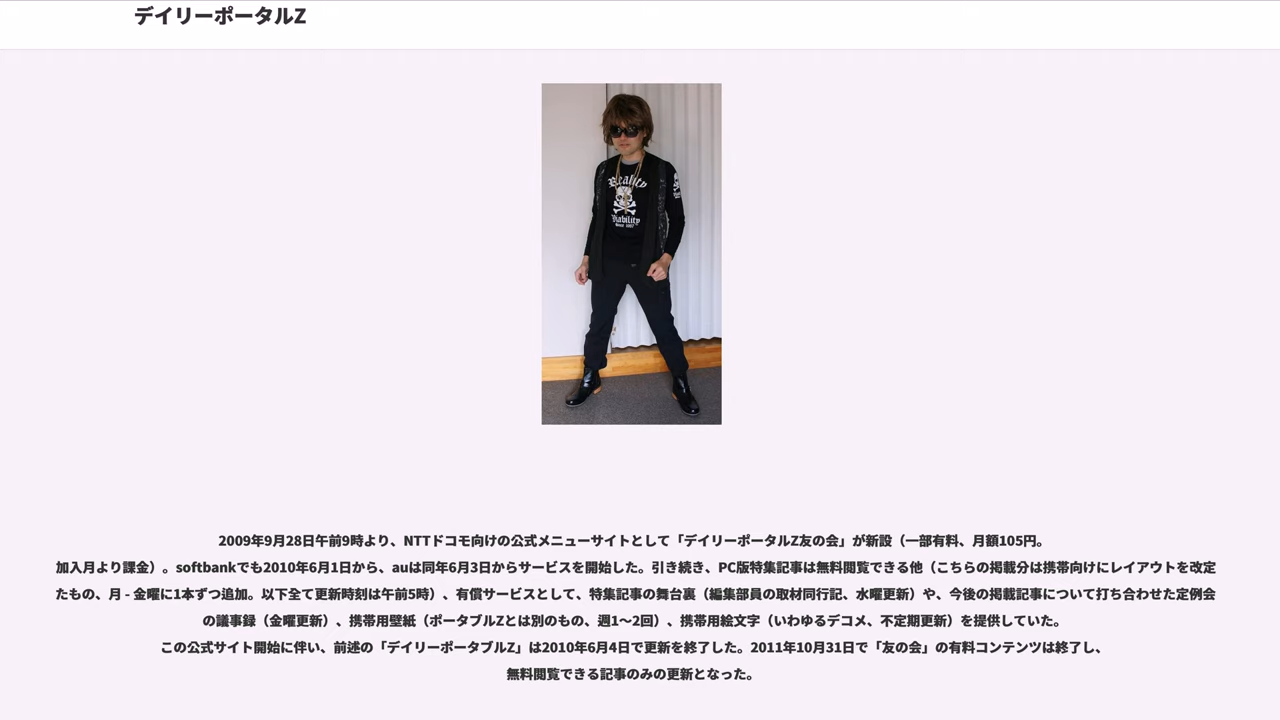 デイリーポータルZ
Reality
Viability
Since 1967
2009年9月28日午前9時より、NTTドコモ向けの公式メニューサイトとして「デイリーポータルZ友の会」が新設（一部有料、月額105円。
加入月より課金）。softbankでも2010年6月1日から、auは同年6月3日からサービスを開始した。引き続き、PC版特集記事は無料閲覧できる他（こちらの掲載分は携帯向けにレイアウトを改定
たもの、月 - 金曜に1本ずつ追加。以下全て更新時刻は午前5時）、有償サービスとして、特集記事の舞台裏（編集部員の取材同行記、水曜更新）や、今後の掲載記事について打ち合わせた定例会
の議事録（金曜更新）、携帯用壁紙（ポータブルZとは別のもの、週1〜2回）、携帯用絵文字（いわゆるデコメ、不定期更新）を提供していた。
この公式サイト開始に伴い、前述の「デイリーポータブルZ」は2010年6月4日で更新を終了した。2011年10月31日で「友の会」の有料コンテンツは終了し、
無料閲覧できる記事のみの更新となった。